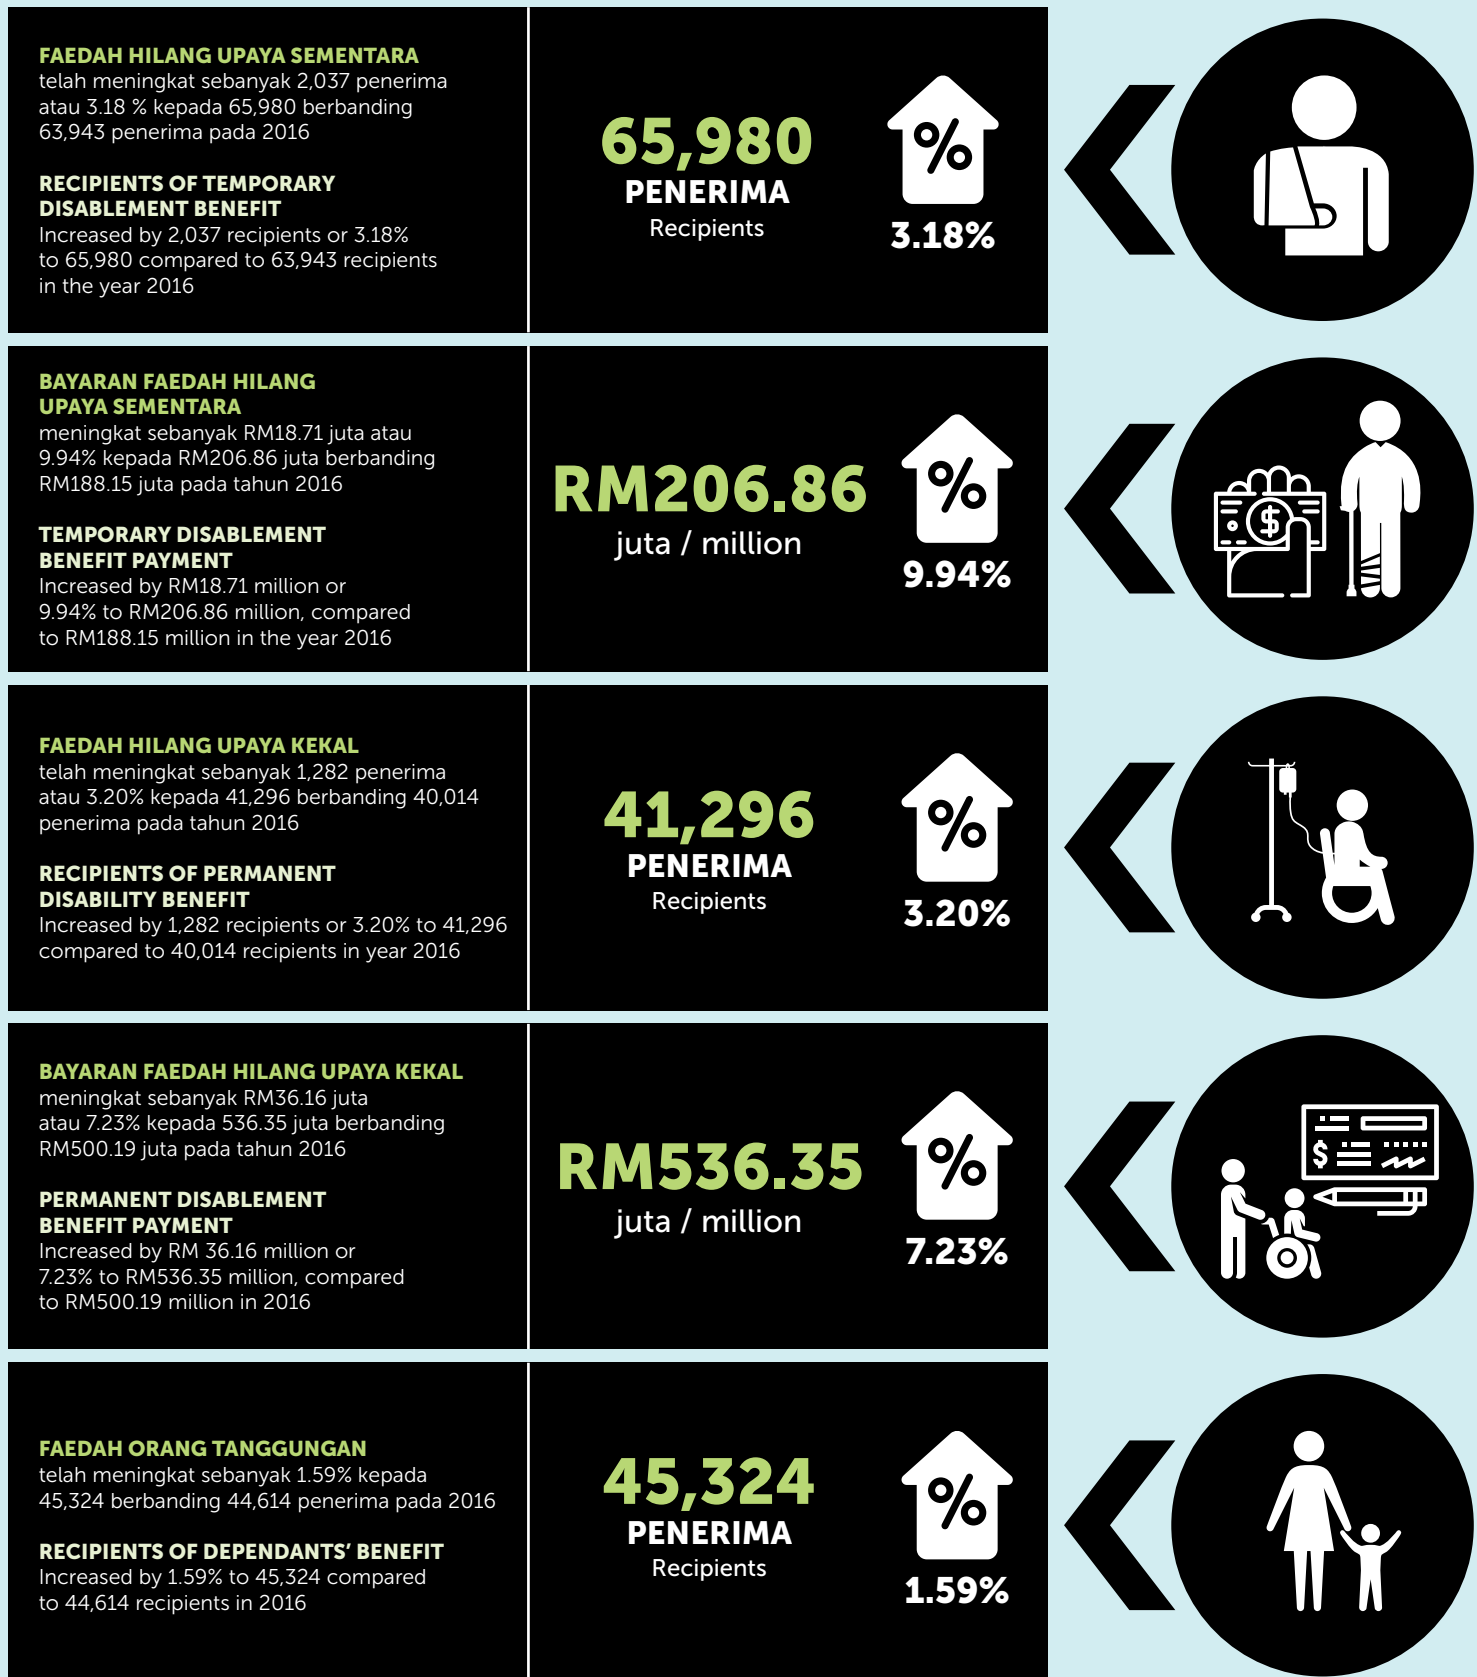 FAEDAH HILANG UPAYA SEMENTARA
telah meningkat sebanyak 2,037 penerima
atau 3.18 % kepada 65,980 berbanding
63,943 penerima pada 2016
RECIPIENTS OF TEMPORARY
DISABLEMENT BENEFIT
Increased by 2,037 recipients or 3.18%
to 65,980 compared to 63,943 recipients
in the year 2016
65,980
PENERIMA
Recipients
%
3.18%
BAYARAN FAEDAH HILANG
UPAYA SEMENTARA
meningkat sebanyak RM18.71 juta atau
9.94% kepada RM206.86 juta berbanding
RM188.15 juta pada tahun 2016
TEMPORARY DISABLEMENT
BENEFIT PAYMENT
Increased by RM18.71 million or
9.94% to RM206.86 million, compared
to RM188.15 million in the year 2016
RM206.86
juta / million
%
9.94%
$
FAEDAH HILANG UPAYA KEKAL
telah meningkat sebanyak 1,282 penerima
atau 3.20% kepada 41,296 berbanding 40,014
penerima pada tahun 2016
RECIPIENTS OF PERMANENT
DISABILITY BENEFIT
Increased by 1,282 recipients or 3.20% to 41,296
compared to 40,014 recipients in year 2016
41,296
PENERIMA
Recipients
%
3.20%
BAYARAN FAEDAH HILANG UPAYA KEKAL
meningkat sebanyak RM36.16 juta
atau 7.23% kepada 536.35 juta berbanding
RM500.19 juta pada tahun 2016
PERMANENT DISABLEMENT
BENEFIT PAYMENT
Increased by RM 36.16 million or
7.23% to RM536.35 million, compared
to RM500.19 million in 2016
RM536.35
juta / million
%
7.23%
$
FAEDAH ORANG TANGGUNGAN
telah meningkat sebanyak 1.59% kepada
45,324 berbanding 44,614 penerima pada 2016
RECIPIENTS OF DEPENDANTS’ BENEFIT
Increased by 1.59% to 45,324 compared
to 44,614 recipients in 2016
45,324
PENERIMA
Recipients
%
1.59%